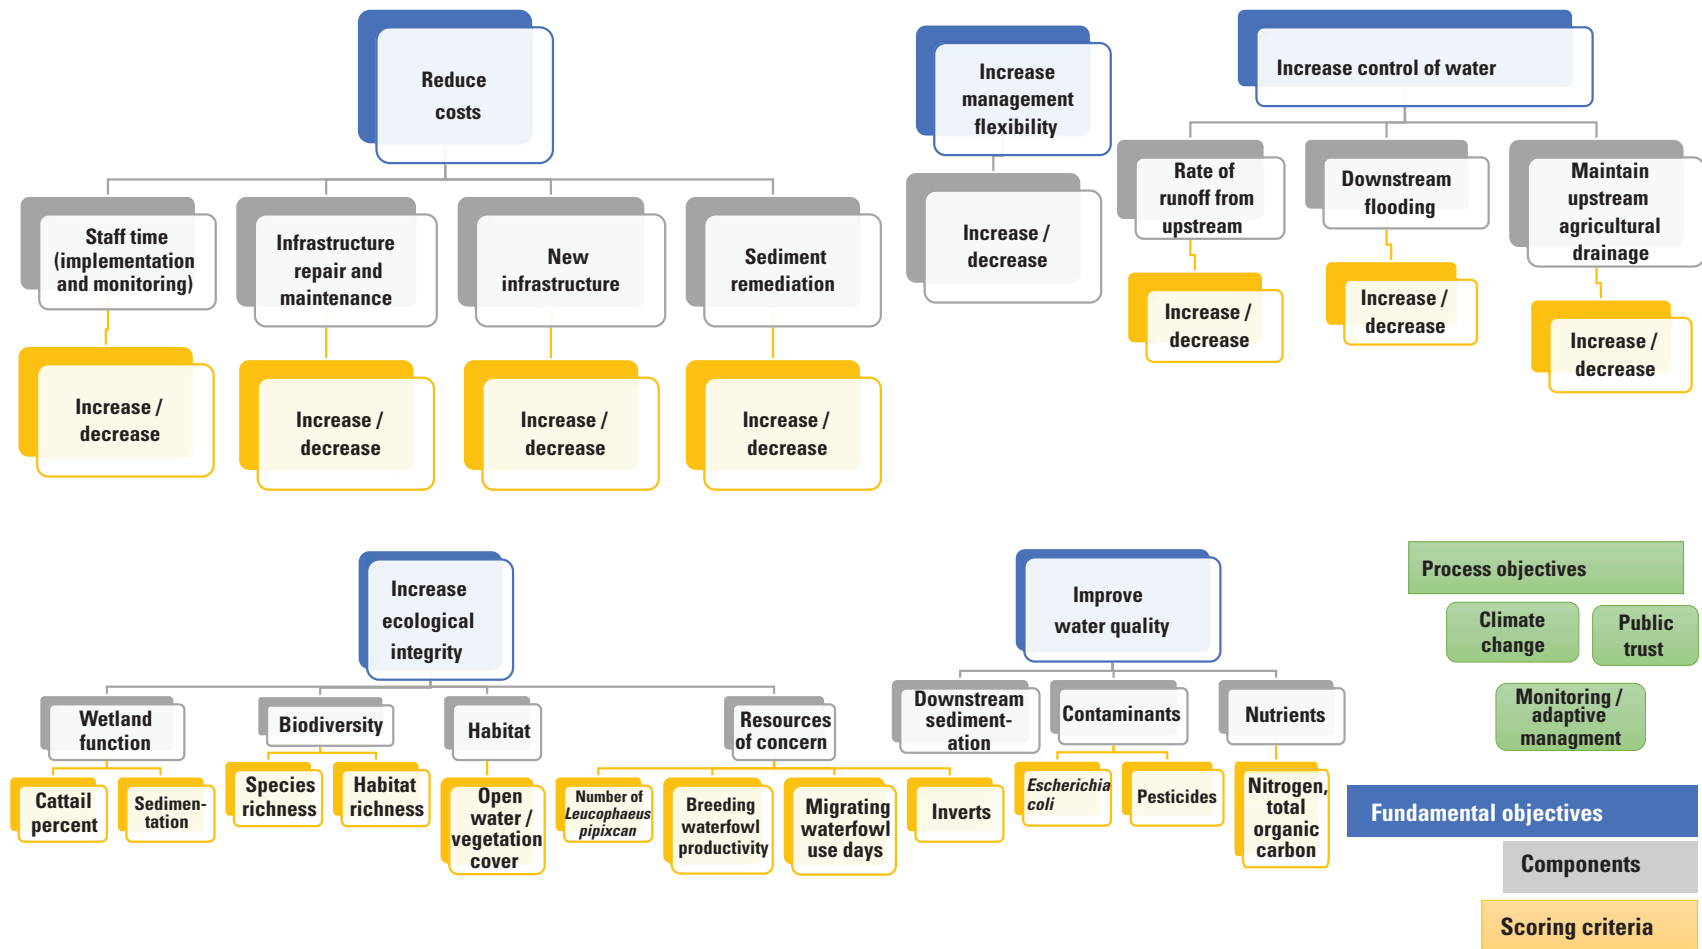 Reduce
costs
Staff time
(implementation
and monitoring)
Infrastructure
repair and
maintenance
New
infrastructure
Sediment
remediation
Increase /
decrease
Increase /
decrease
Increase /
decrease
Increase /
decrease
Increase
management
flexibility
Increase /
decrease
Increase control of water
Rate of
runoff from
upstream
Downstream
flooding
Maintain
upstream
agricultural
drainage
Increase /
decrease
Increase /
decrease
Increase /
decrease
Increase
ecological
integrity
Wetland
function
Biodiversity
Habitat
Resources
of concern
Cattail
percent
Sedimen-
tation
Species
richness
Habitat
richness
Open
water /
vegetation
cover
Number of
Leucophaeus
pipixcan
Breeding
waterfowl
productivity
Migrating
waterfowl
use days
Inverts
Improve
water quality
Downstream
sediment-
ation
Contaminants
Nutrients
Escherichia
coli
Pesticides
Nitrogen,
total
organic
carbon
Process objectives
Climate
change
Public
trust
Monitoring /
adaptive
managment
Fundamental objectives
Components
Scoring criteria